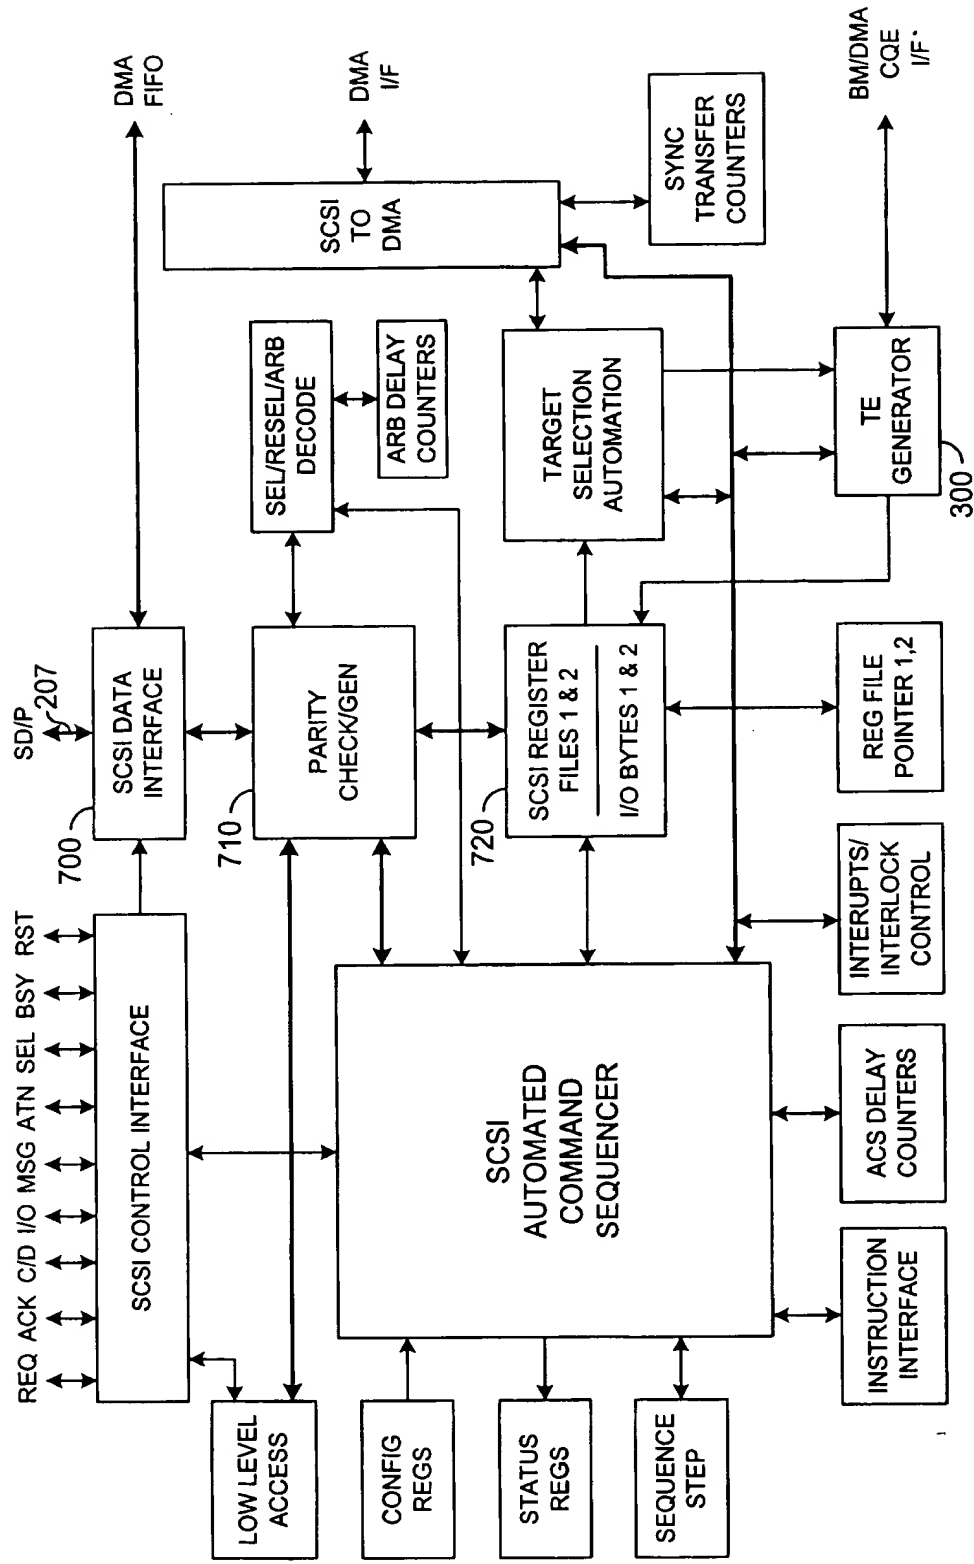 REQ ACK C/D I/O MSG ATN SEL BSY RST
SD/P
207
DMA
FIFO
700
SCSI CONTROL INTERFACE
SCSI DATA
INTERFACE
LOW LEVEL
ACCESS
710
PARITY
CHECK/GEN
SEL/RESEL/ARB
DECODE
ARB DELAY
COUNTERS
SCSI
TO
DMA
DMA
I/F
CONFIG
REGS
STATUS
REGS
SEQUENCE
STEP
SCSI
AUTOMATED
COMMAND
SEQUENCER
720
SCSI REGISTER
FILES 1 & 2
I/O BYTES 1 & 2
TARGET
SELECTION
AUTOMATION
SYNC
TRANSFER
COUNTERS
INSTRUCTION
INTERFACE
ACS DELAY
COUNTERS
INTERUPTS/
INTERLOCK
CONTROL
REG FILE
POINTER 1,2
TE
GENERATOR
300
BM/DMA
CQE
I/F